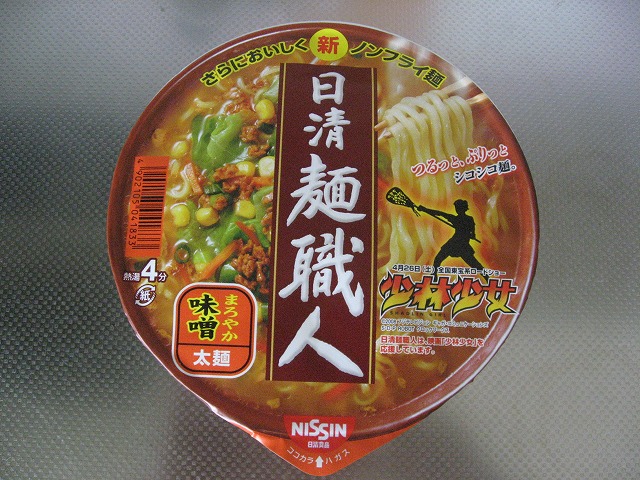 さらにおいしく 新 ノンフライ麺
日清麺職人
つるっと、ぷりっと
シコシコ麺。
4902105041833
熱湯4分
紙
まろやか
味噌
太麺
4月26日(土)全国東宝系ロードショー
少林少女
日清麺職人は、映画「少林少女」を
応援しています。
NISSIN
日清食品
ココカラ↑ハガス